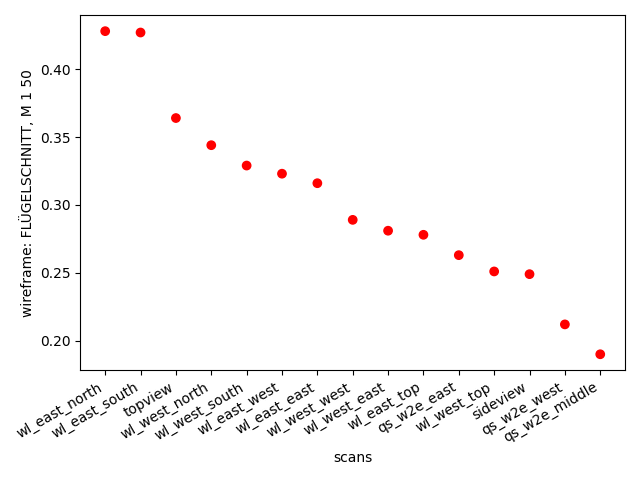 0.40
0.35
0.30
0.25
0.20
wireframe: FLÜGELSCHNITT, M 1 50
wl_east_north
wl_east_south
topview
wl_west_north
wl_west_south
wl_east_west
wl_east_east
wl_west_west
wl_west_east
wl_east_top
qs_w2e_east
wl_west_top
sideview
qs_w2e_west
qs_w2e_middle
scans